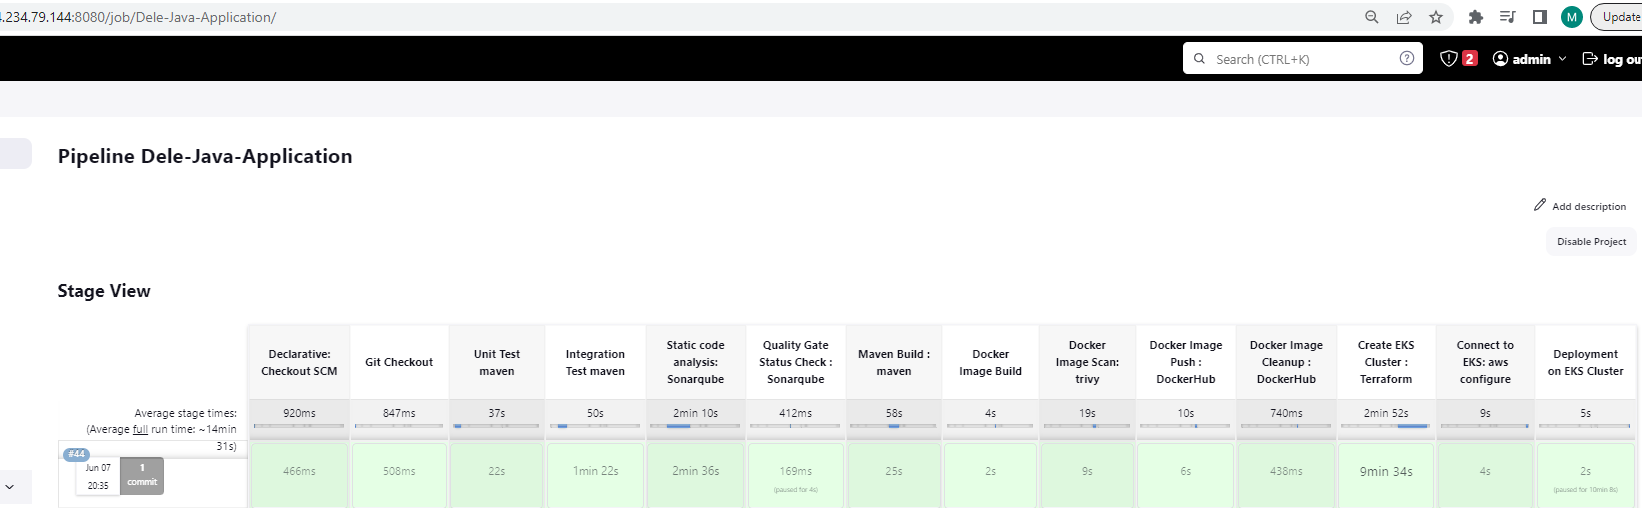 .234.79.144:8080/job/Dele-Java-Application/
M
Update
Search (CTRL+K)
2
admin
log ou
Pipeline Dele-Java-Application
Add description
Disable Project
Stage View
Declarative: Checkout SCM
Git Checkout
Unit Test maven
Integration Test maven
Static code analysis: Sonarqube
Quality Gate Status Check : Sonarqube
Maven Build : maven
Docker Image Build
Docker Image Scan: trivy
Docker Image Push : DockerHub
Docker Image Cleanup : DockerHub
Create EKS Cluster : Terraform
Connect to EKS: aws configure
Deployment on EKS Cluster
Average stage times:
(Average full run time: ~14min
31s)
920ms
847ms
37s
50s
2min 10s
412ms
58s
4s
19s
10s
740ms
2min 52s
9s
5s
#44
Jun 07
20:35
1
commit
466ms
508ms
22s
1min 22s
2min 36s
169ms
(paused for 4s)
25s
2s
9s
6s
438ms
9min 34s
4s
2s
(paused for 10min 8s)